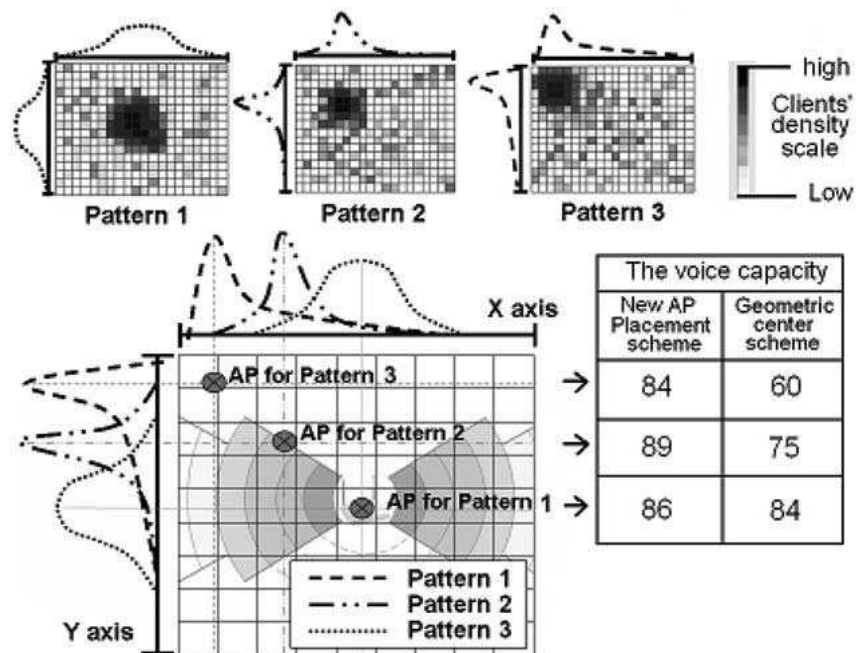 Pattern 1
Pattern 2
Pattern 3
high
Clients'
density
scale
Low
X axis
The voice capacity
New AP
Placement
scheme
Geometric
center
scheme
AP for Pattern 3
84
60
AP for Pattern 2
89
75
AP for Pattern 1
86
84
Pattern 1
Pattern 2
Pattern 3
Y axis